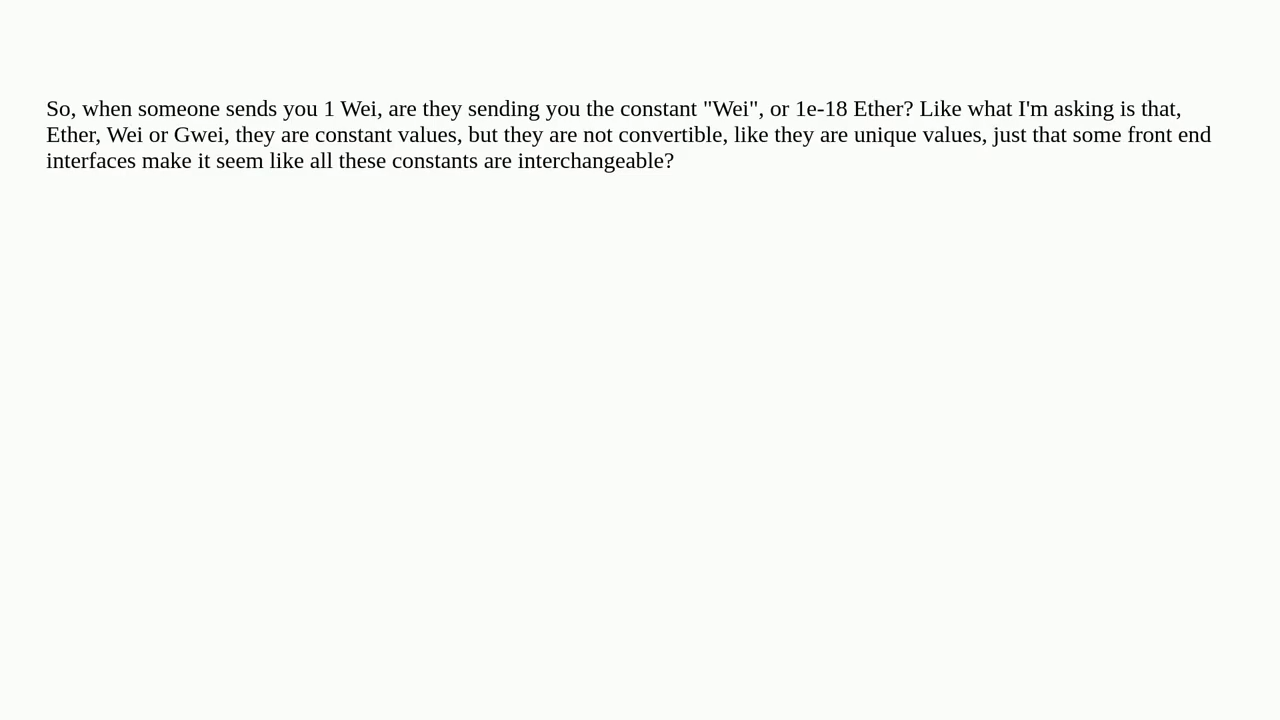 So, when someone sends you 1 Wei, are they sending you the constant "Wei", or 1e-18 Ether? Like what I'm asking is that,
Ether, Wei or Gwei, they are constant values, but they are not convertible, like they are unique values, just that some front end
interfaces make it seem like all these constants are interchangeable?